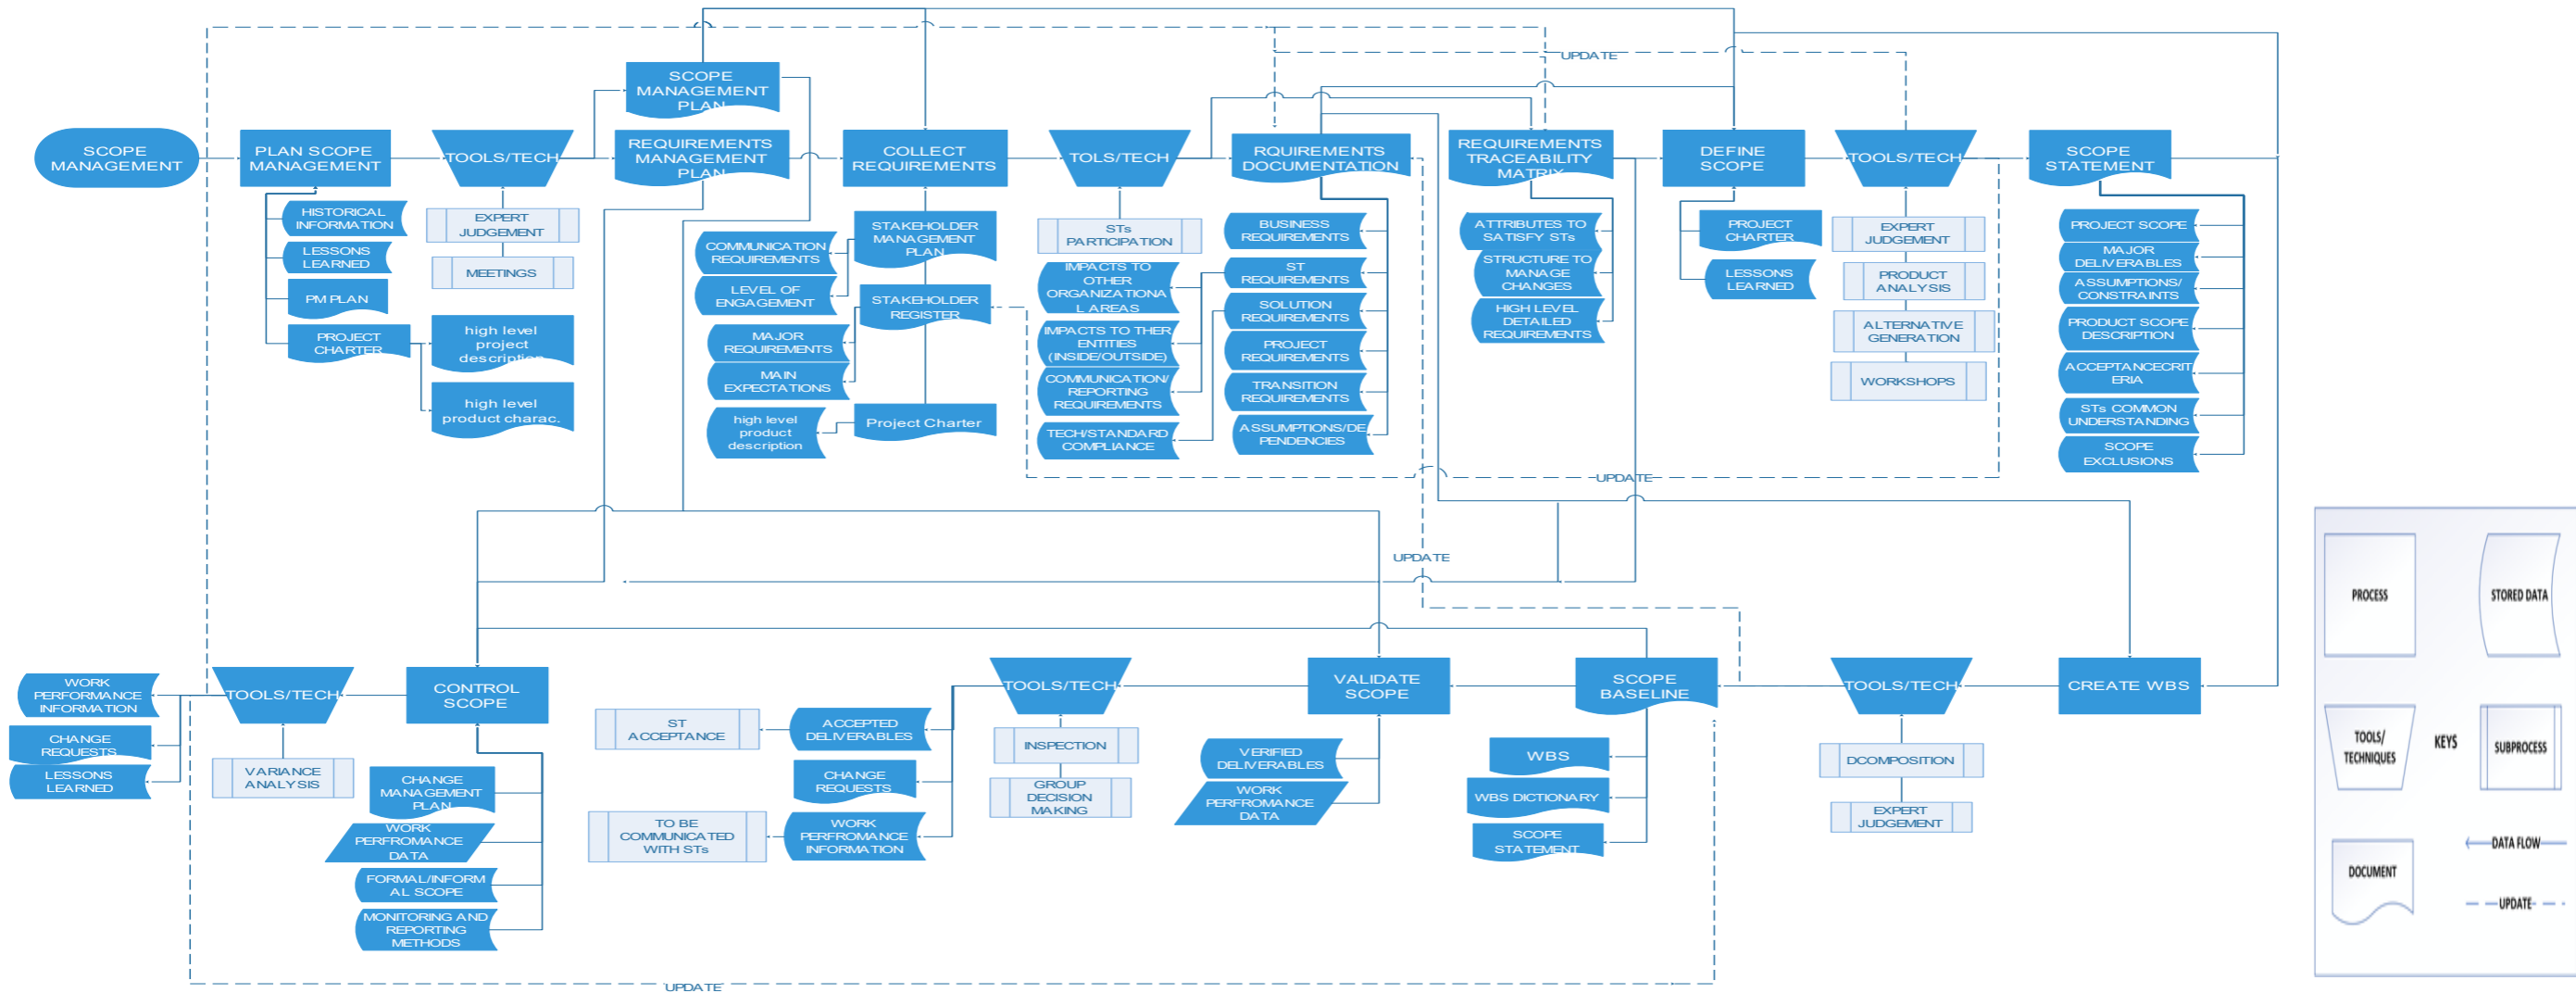 UPDATE
SCOPE
MANAGEMENT
PLAN
SCOPE
MANAGEMENT
PLAN SCOPE
MANAGEMENT
TOOLS/TECH
REQUIREMENTS
MANAGEMENT
PLAN
COLLECT
REQUIREMENTS
TOLS/TECH
RQUIREMENTS
DOCUMENTATION
REQUIREMENTS
TRACEABILITY
MATRIX
DEFINE
SCOPE
TOOLS/TECH
SCOPE
STATEMENT
HISTORICAL
INFORMATION
LESSONS
LEARNED
PM PLAN
PROJECT
CHARTER
high level
project
description
high level
product charac.
EXPERT
JUDGEMENT
MEETINGS
COMMUNICATION
REQUIREMENTS
LEVEL OF
ENGAGEMENT
MAJOR
REQUIREMENTS
MAIN
EXPECTATIONS
high level
product
description
STAKEHOLDER
MANAGEMENT
PLAN
STAKEHOLDER
REGISTER
Project Charter
STs
PARTICIPATION
IMPACTS TO
OTHER
ORGANIZATIONA
L AREAS
IMPACTS TO THER
ENTITIES
(INSIDE/OUTSIDE)
COMMUNICATION/
REPORTING
REQUIREMENTS
TECH/STANDARD
COMPLIANCE
BUSINESS
REQUIREMENTS
ST
REQUIREMENTS
SOLUTION
REQUIREMENTS
PROJECT
REQUIREMENTS
TRANSITION
REQUIREMENTS
ASSUMPTIONS/DE
PENDENCIES
ATTRIBUTES TO
SATISFY STs
STRUCTURE TO
MANAGE
CHANGES
HIGH LEVEL
DETAILED
REQUIREMENTS
PROJECT
CHARTER
LESSONS
LEARNED
EXPERT
JUDGEMENT
PRODUCT
ANALYSIS
ALTERNATIVE
GENERATION
WORKSHOPS
PROJECT SCOPE
MAJOR
DELIVERABLES
ASSUMPTIONS/
CONSTRAINTS
PRODUCT SCOPE
DESCRIPTION
ACCEPTANCECRIT
ERIA
STs COMMON
UNDERSTANDING
SCOPE
EXCLUSIONS
UPDATE
UPDATE
WORK
PERFORMANCE
INFORMATION
CHANGE
REQUESTS
LESSONS
LEARNED
TOOLS/TECH
VARIANCE
ANALYSIS
CONTROL
SCOPE
CHANGE
MANAGEMENT
PLAN
WORK
PERFROMANCE
DATA
FORMAL/INFORM
AL SCOPE
MONITORING AND
REPORTING
METHODS
ST
ACCEPTANCE
TO BE
COMMUNICATED
WITH STs
ACCEPTED
DELIVERABLES
CHANGE
REQUESTS
WORK
PERFROMANCE
INFORMATION
TOOLS/TECH
INSPECTION
GROUP
DECISION
MAKING
VALIDATE
SCOPE
VERIFIED
DELIVERABLES
WORK
PERFROMANCE
DATA
SCOPE
BASELINE
WBS
WBS DICTIONARY
SCOPE
STATEMENT
TOOLS/TECH
DCOMPOSITION
EXPERT
JUDGEMENT
CREATE WBS
UPDATE
PROCESS
STORED DATA
TOOLS/
TECHNIQUES
KEYS
SUBPROCESS
DOCUMENT
DATA FLOW
UPDATE